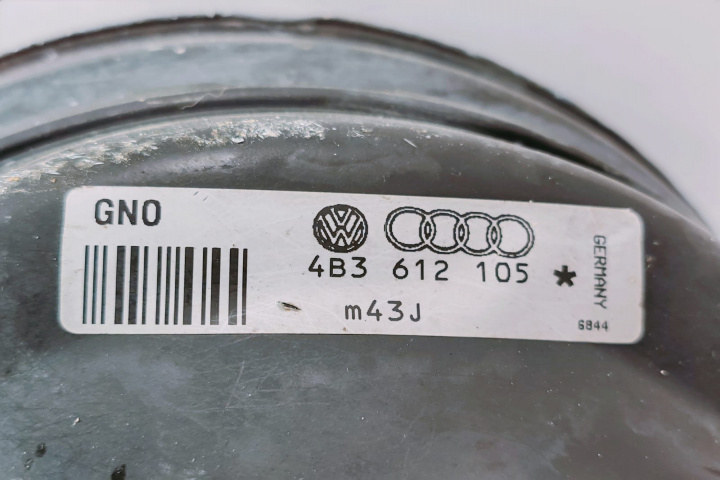 GNO
4B3 612 105 *
m43J
GERMANY
6844